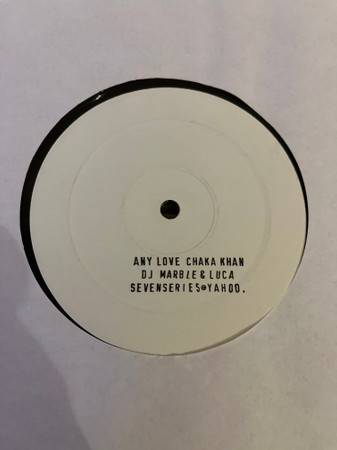 ANY LOVE CHAKA KHAN
DJ MARBLE & LUCA
SEVENSERIES@YAHOO.